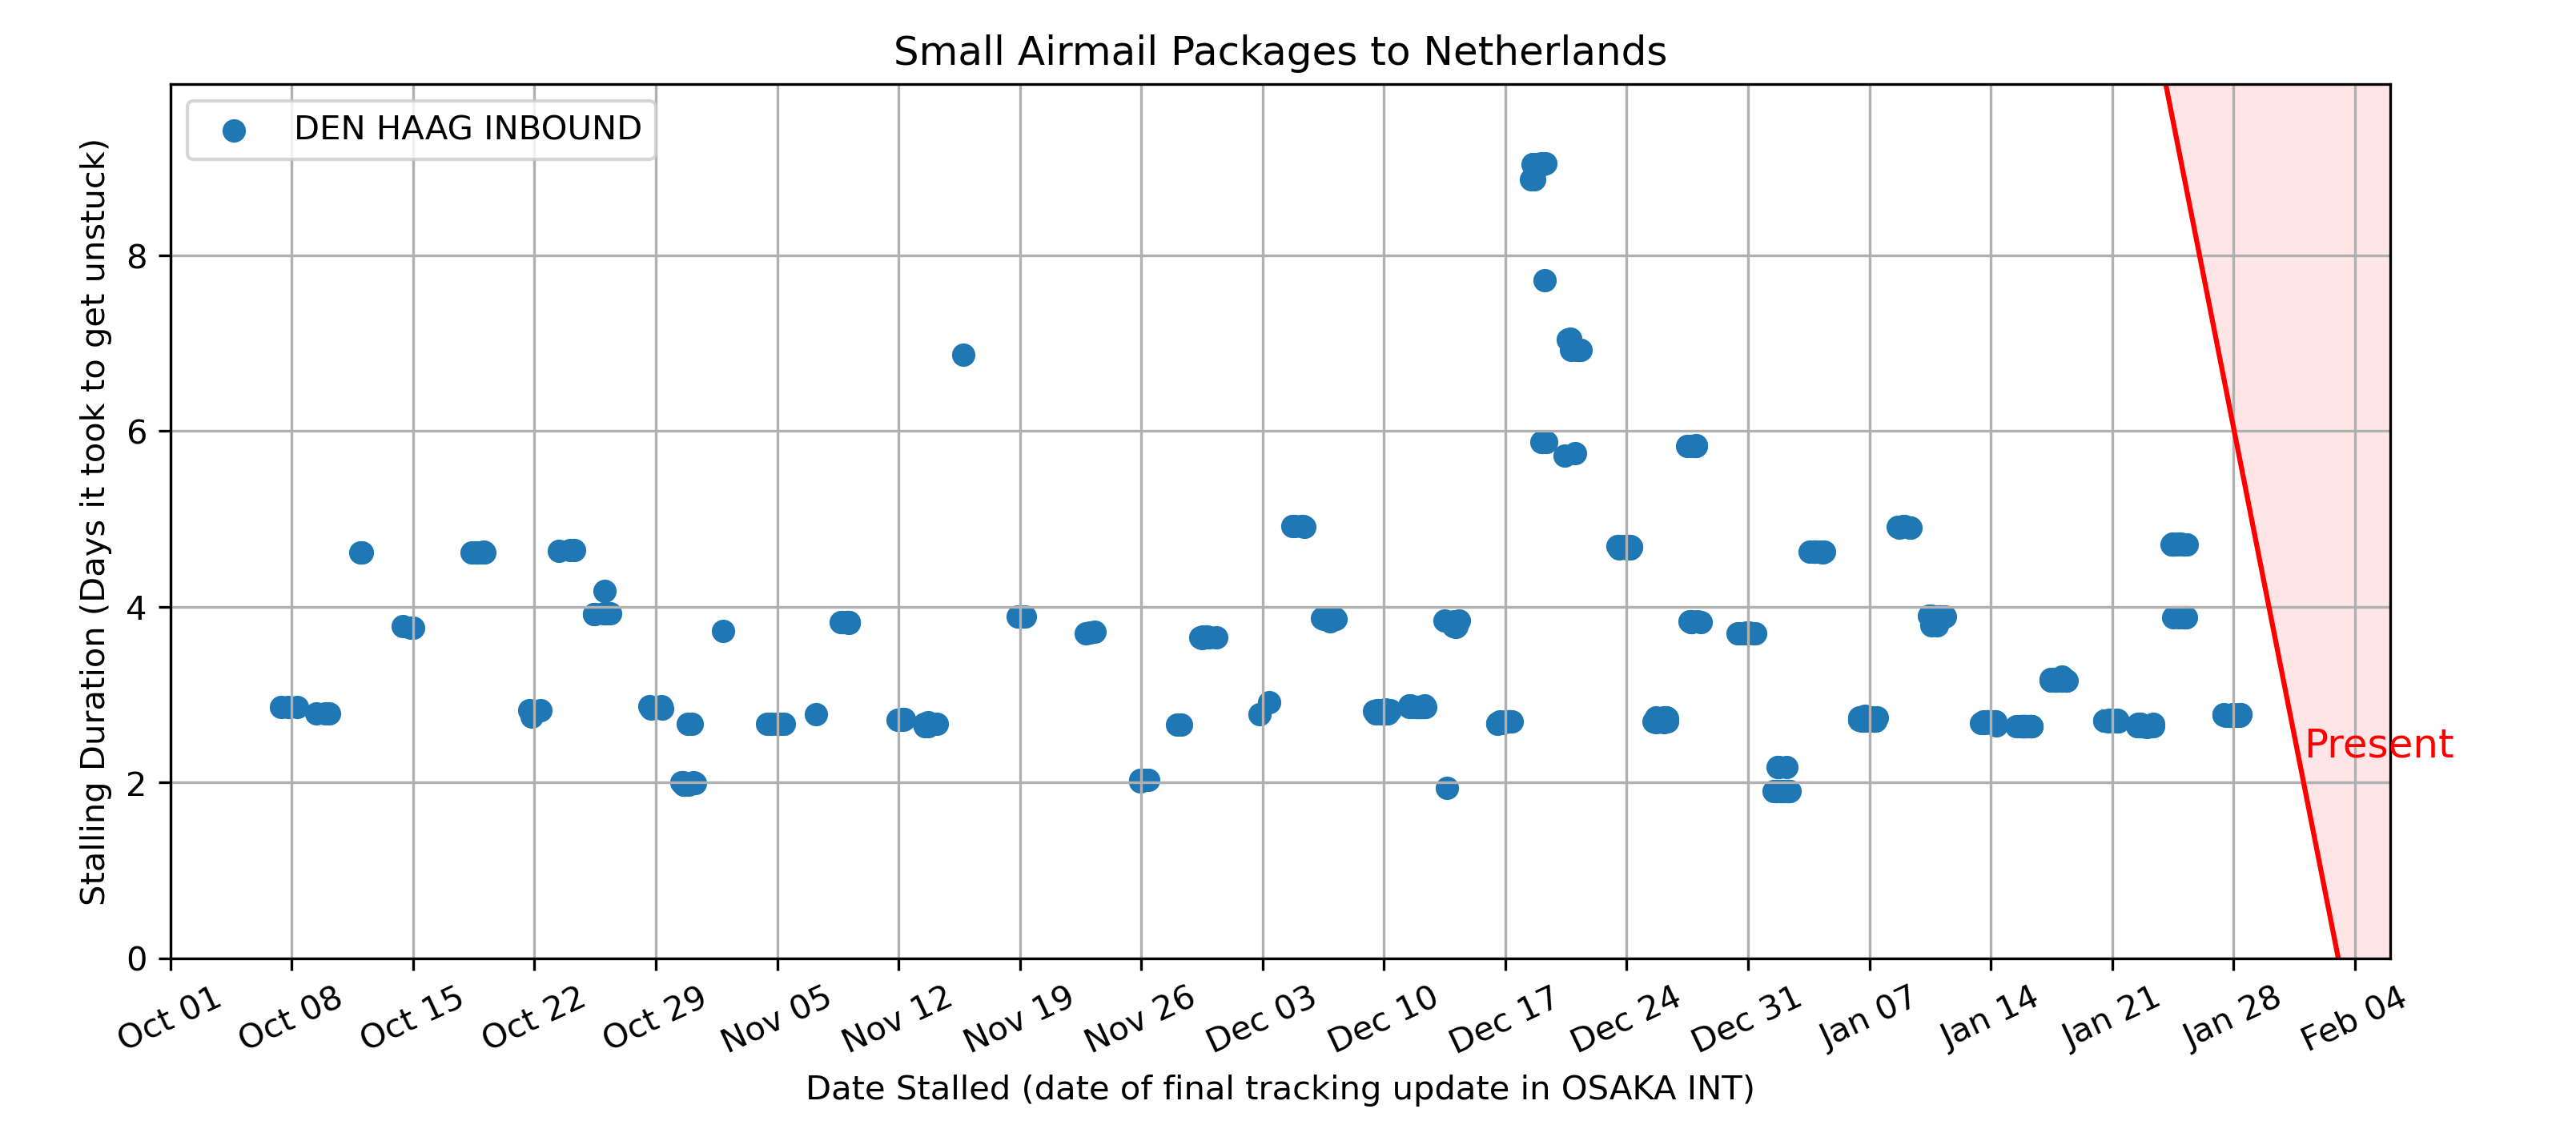 Small Airmail Packages to Netherlands
DEN HAAG INBOUND
Stalling Duration (Days it took to get unstuck)
8
6
4
2
0
Present
Oct 01 Oct 08 Oct 15 Oct 22 Oct 29 Nov 05 Nov 12 Nov 19 Nov 26 Dec 03 Dec 10 Dec 17 Dec 24 Dec 31 Jan 07 Jan 14 Jan 21 Jan 28 Feb 04
Date Stalled (date of final tracking update in OSAKA INT)